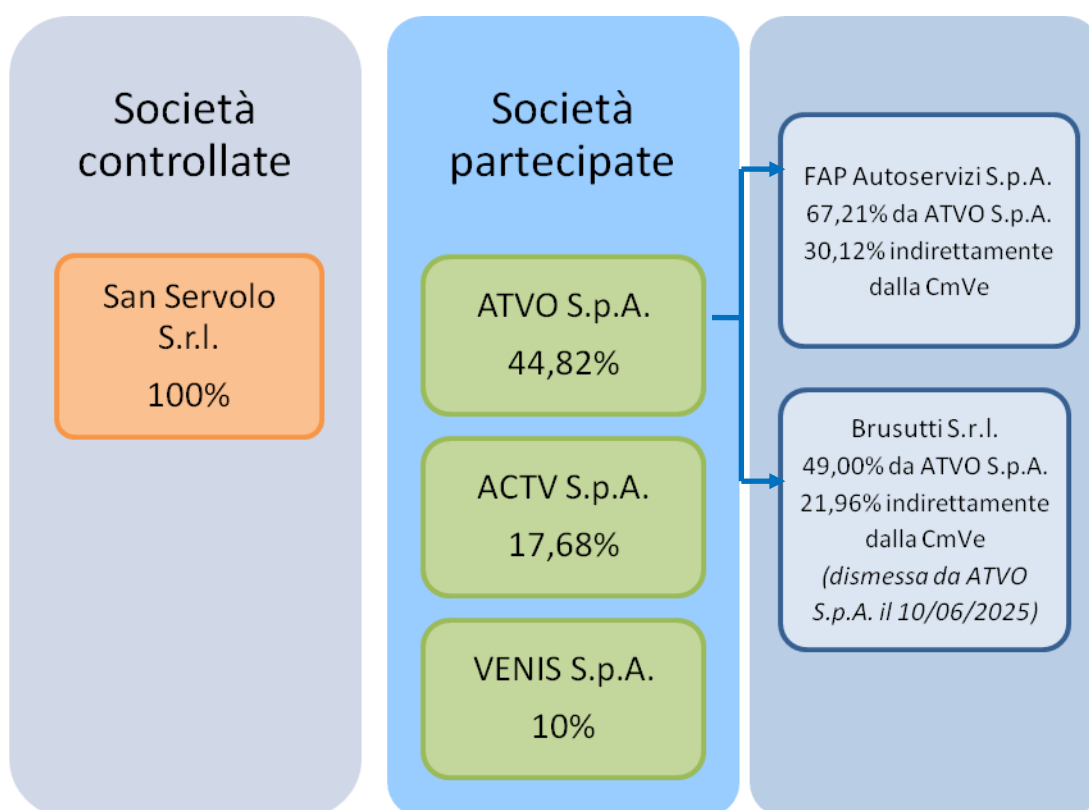 Società
controllate
San Servolo
S.r.l.
100%
Società
partecipate
ATVO S.p.A.
44,82%
ACTV S.p.A.
17,68%
VENIS S.p.A.
10%
FAP Autoservizi S.p.A.
67,21% da ATVO S.p.A.
30,12% indirettamente
dalla CmVe
Brusutti S.r.l.
49,00% da ATVO S.p.A.
21,96% indirettamente
dalla CmVe
(dismessa da ATVO
S.p.A. il 10/06/2025)